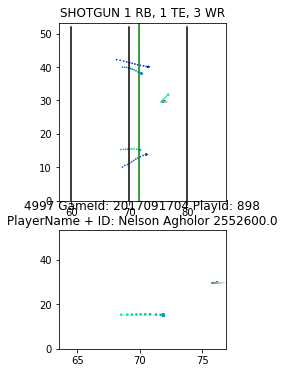 SHOTGUN 1 RB, 1 TE, 3 WR
50
40
30
20
10
0
60 70 80
4997 GameId: 2017091704 PlayId: 898
PlayerName + ID: Nelson Agholor 2552600.0
40
20
0
65 70 75